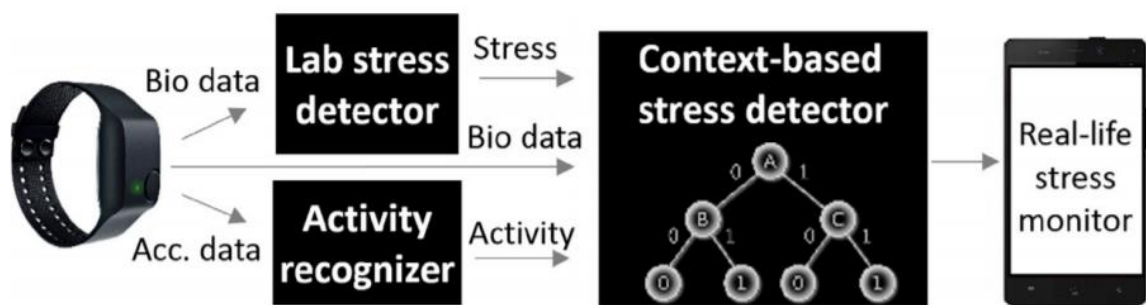 Bio data
Acc. data
Lab stress
detector
Activity
recognizer
Stress
Bio data
Activity
Context-based
stress detector
A
0 1
B C
0 1 0 1
0 1 0 1
Real-life
stress
monitor